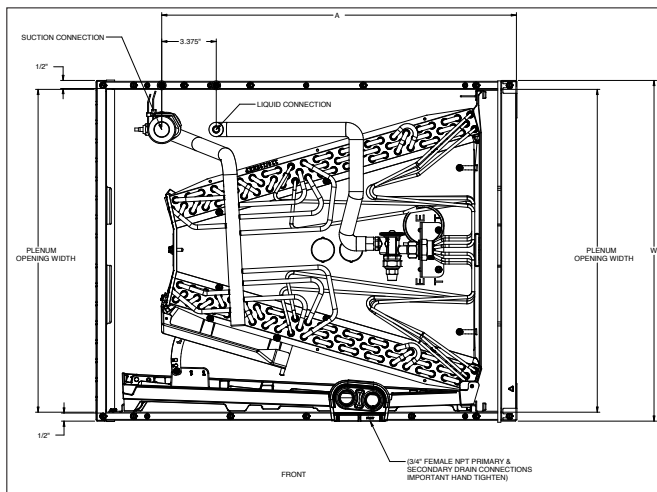 A
SUCTION CONNECTION
3.375"
1/2"
LIQUID CONNECTION
PLENUM
OPENING WIDTH
PLENUM
OPENING WIDTH
W
1/2"
(3/4" FEMALE NPT PRIMARY &
SECONDARY DRAIN CONNECTIONS
IMPORTANT HAND TIGHTEN)
FRONT